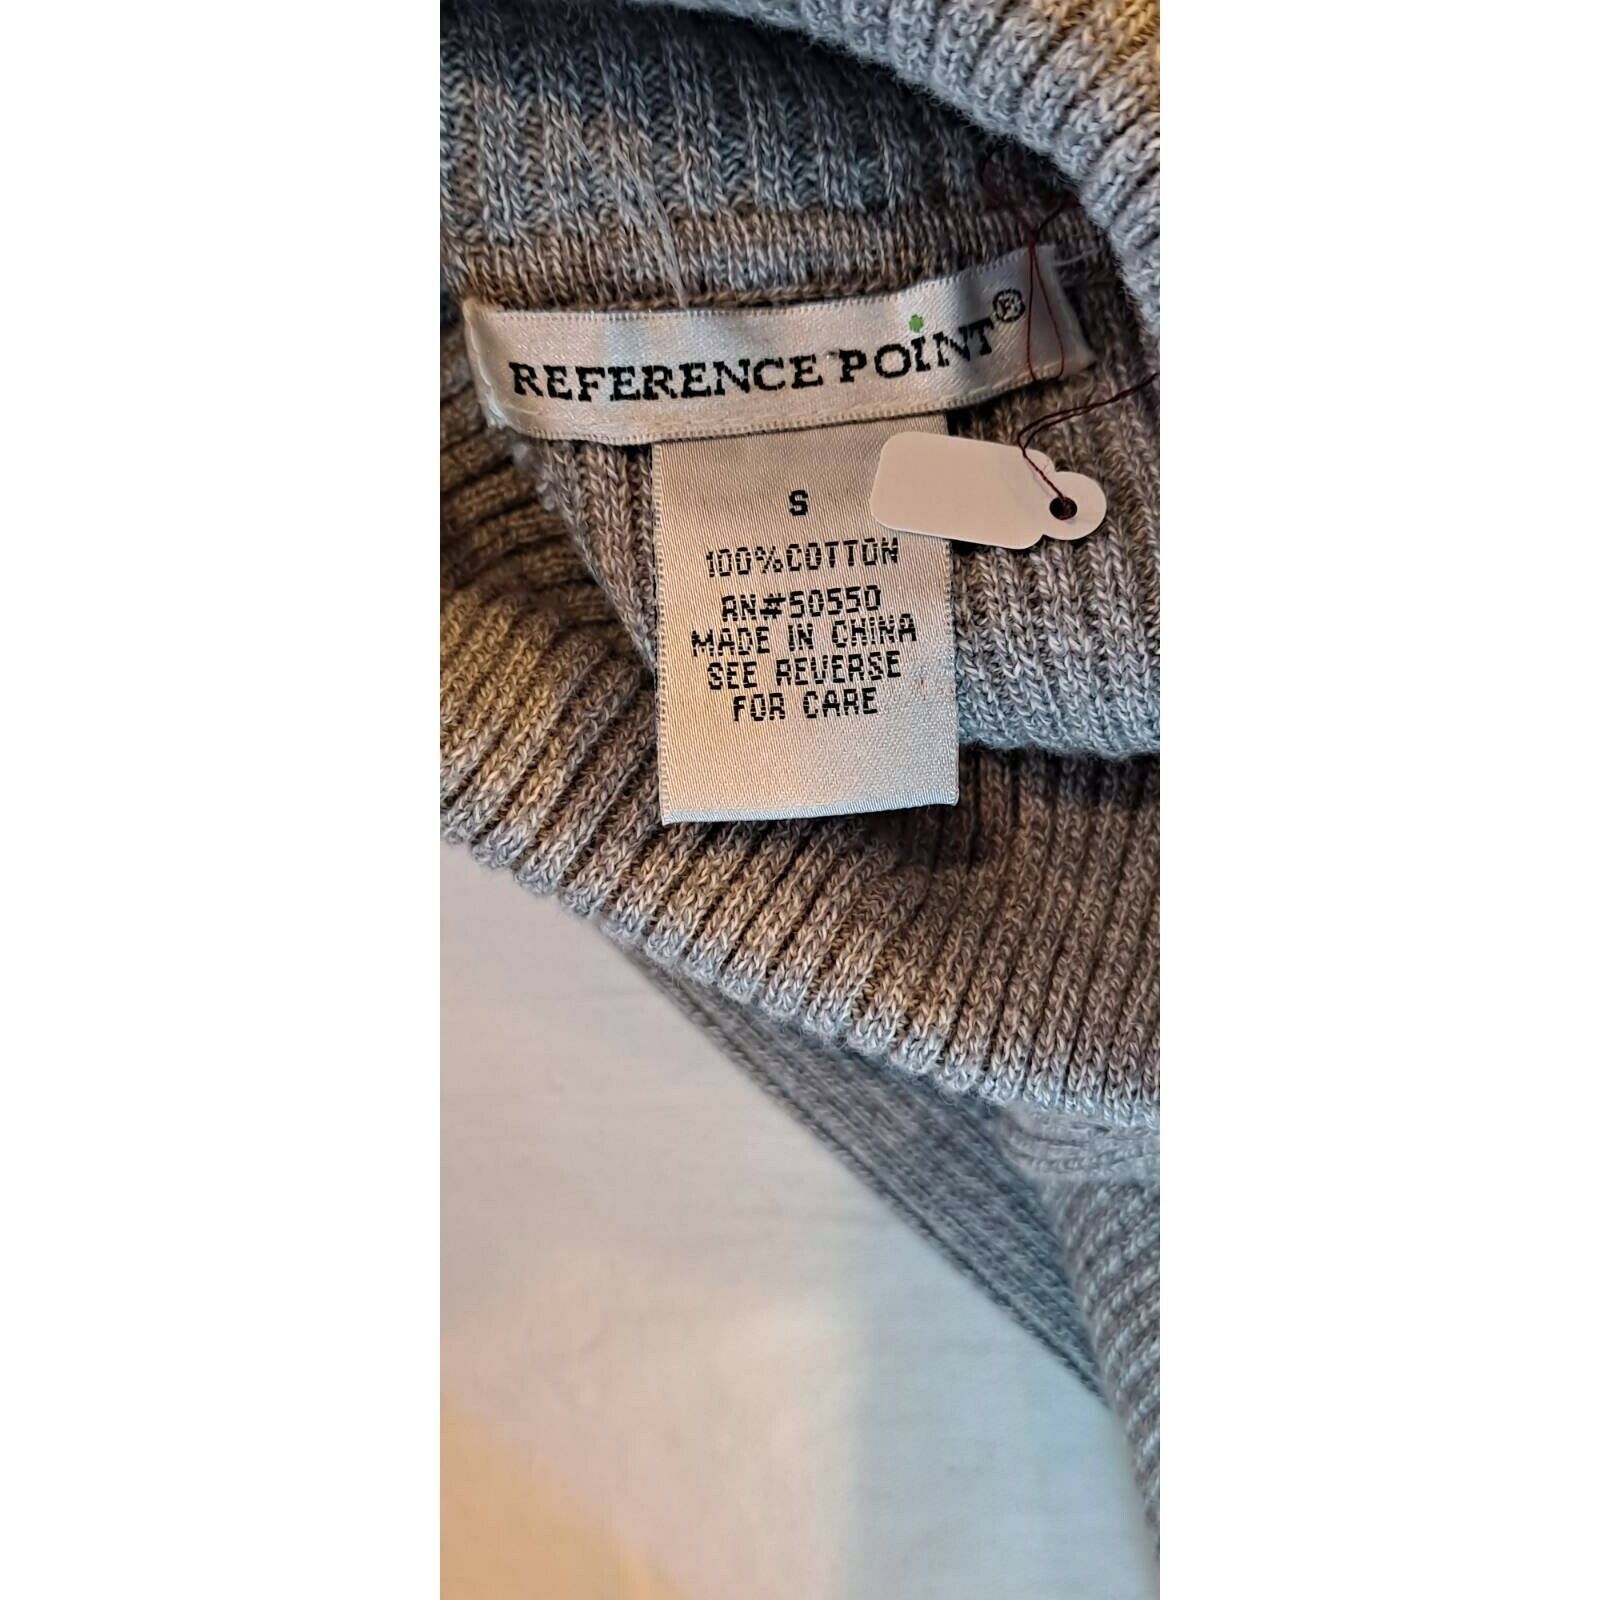 REFERENCE POINT®
S
100%COTTON
RN#50550
MADE IN CHINA
SEE REVERSE
FOR CARE